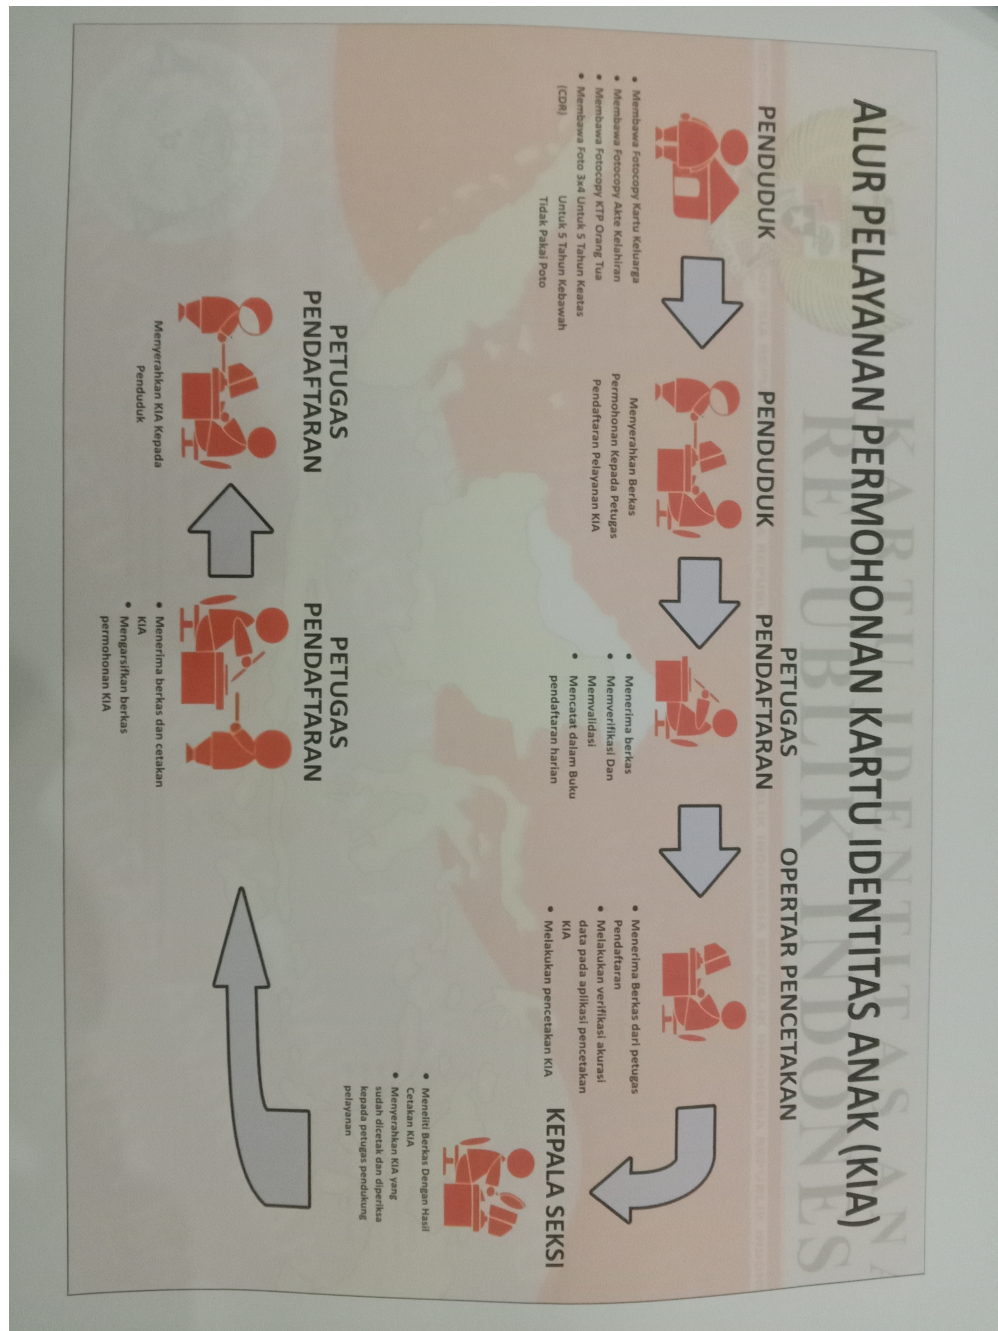 ALUR PELAYANAN PERMOHONAN KARTU IDENTITAS ANAK (KIA)
KARTU IDENTITAS AN
REPUBLIK INDONES
PENDUDUK
• Membawa Fotocopy Kartu Keluarga
• Membawa Fotocopy Akte Kelahiran
• Membawa Fotocopy KTP Orang Tua
• Membawa Foto 3x4 Untuk 5 Tahun Keatas
(CDR) Untuk 5 Tahun Kebawah
Tidak Pakai Poto
PENDUDUK
Menyerahkan Berkas
Permohonan Kepada Petugas
Pendaftaran Pelayanan KIA
PETUGAS
PENDAFTARAN
• Menerima berkas
• Memverifikasi Dan
Memvalidasi
• Mencatat dalam Buku
pendaftaran harian
OPERTAR PENCETAKAN
• Menerima Berkas dari petugas
Pendaftaran
• Melakukan verifikasi akurasi
data pada aplikasi pencetakan
KIA
• Melakukan pencetakan KIA
KEPALA SEKSI
• Meneliti Berkas Dengan Hasil
Cetakan KIA
• Menyerahkan KIA yang
sudah dicetak dan diperiksa
kepada petugas pendukung
pelayanan
PETUGAS
PENDAFTARAN
• Menerima berkas dan cetakan
KIA
• Mengarsifkan berkas
permohonan KIA
PETUGAS
PENDAFTARAN
Menyerahkan KIA Kepada
Penduduk